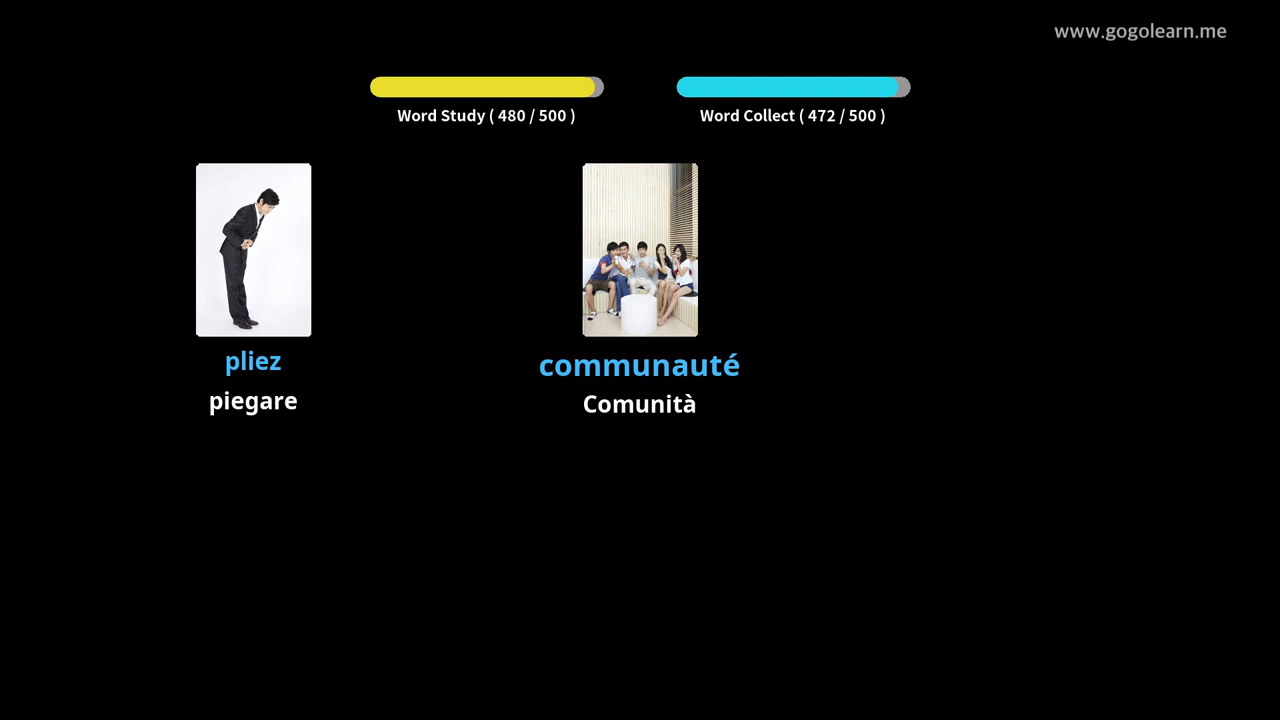 www.gogolearn.me
Word Study ( 480 / 500 )
Word Collect ( 472 / 500 )
pliez
piegare
communauté
Comunità